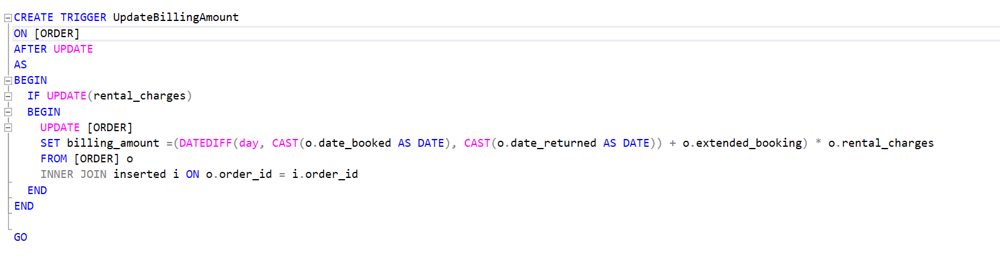 CREATE TRIGGER UpdateBillingAmount
ON [ORDER]
AFTER UPDATE
AS
BEGIN
IF UPDATE(rental_charges)
BEGIN
UPDATE [ORDER]
SET billing_amount =(DATEDIFF(day, CAST(o.date_booked AS DATE), CAST(o.date_returned AS DATE)) + o.extended_booking) * o.rental_charges
FROM [ORDER] o
INNER JOIN inserted i ON o.order_id = i.order_id
END
END
GO